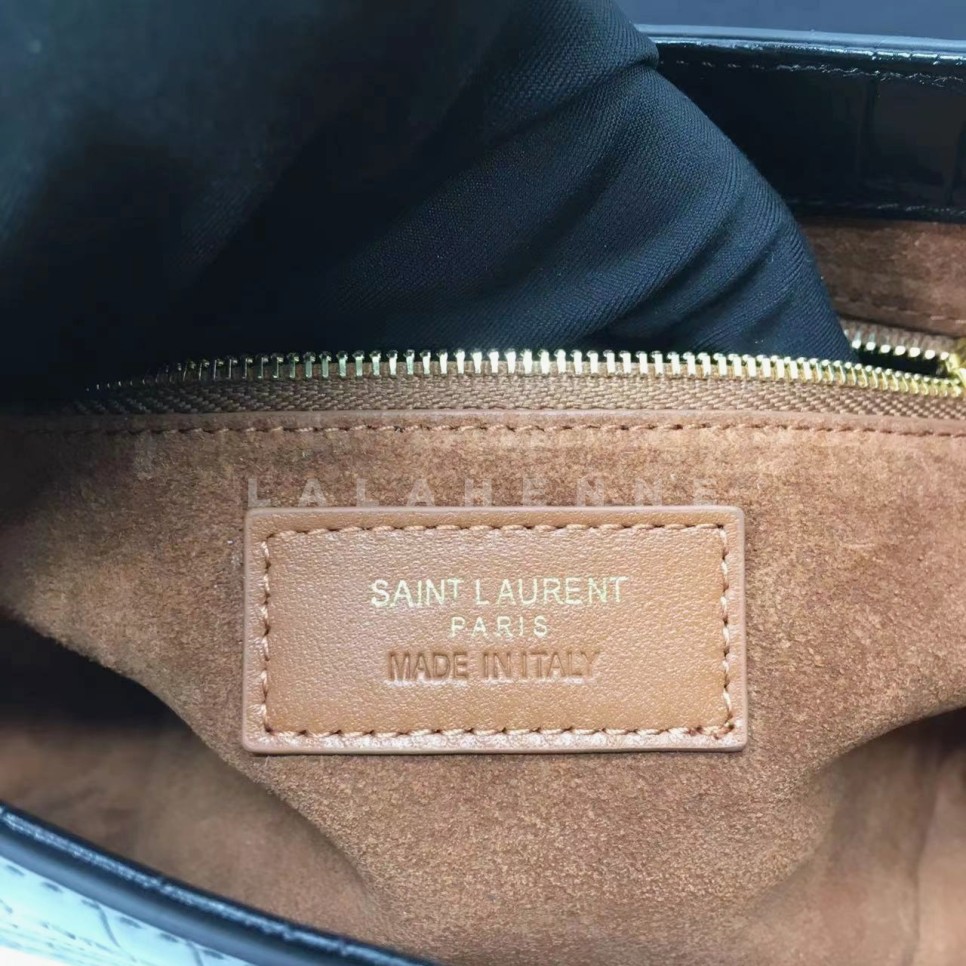 LALAHENNE
SAINT LAURENT
PARIS
MADE IN ITALY